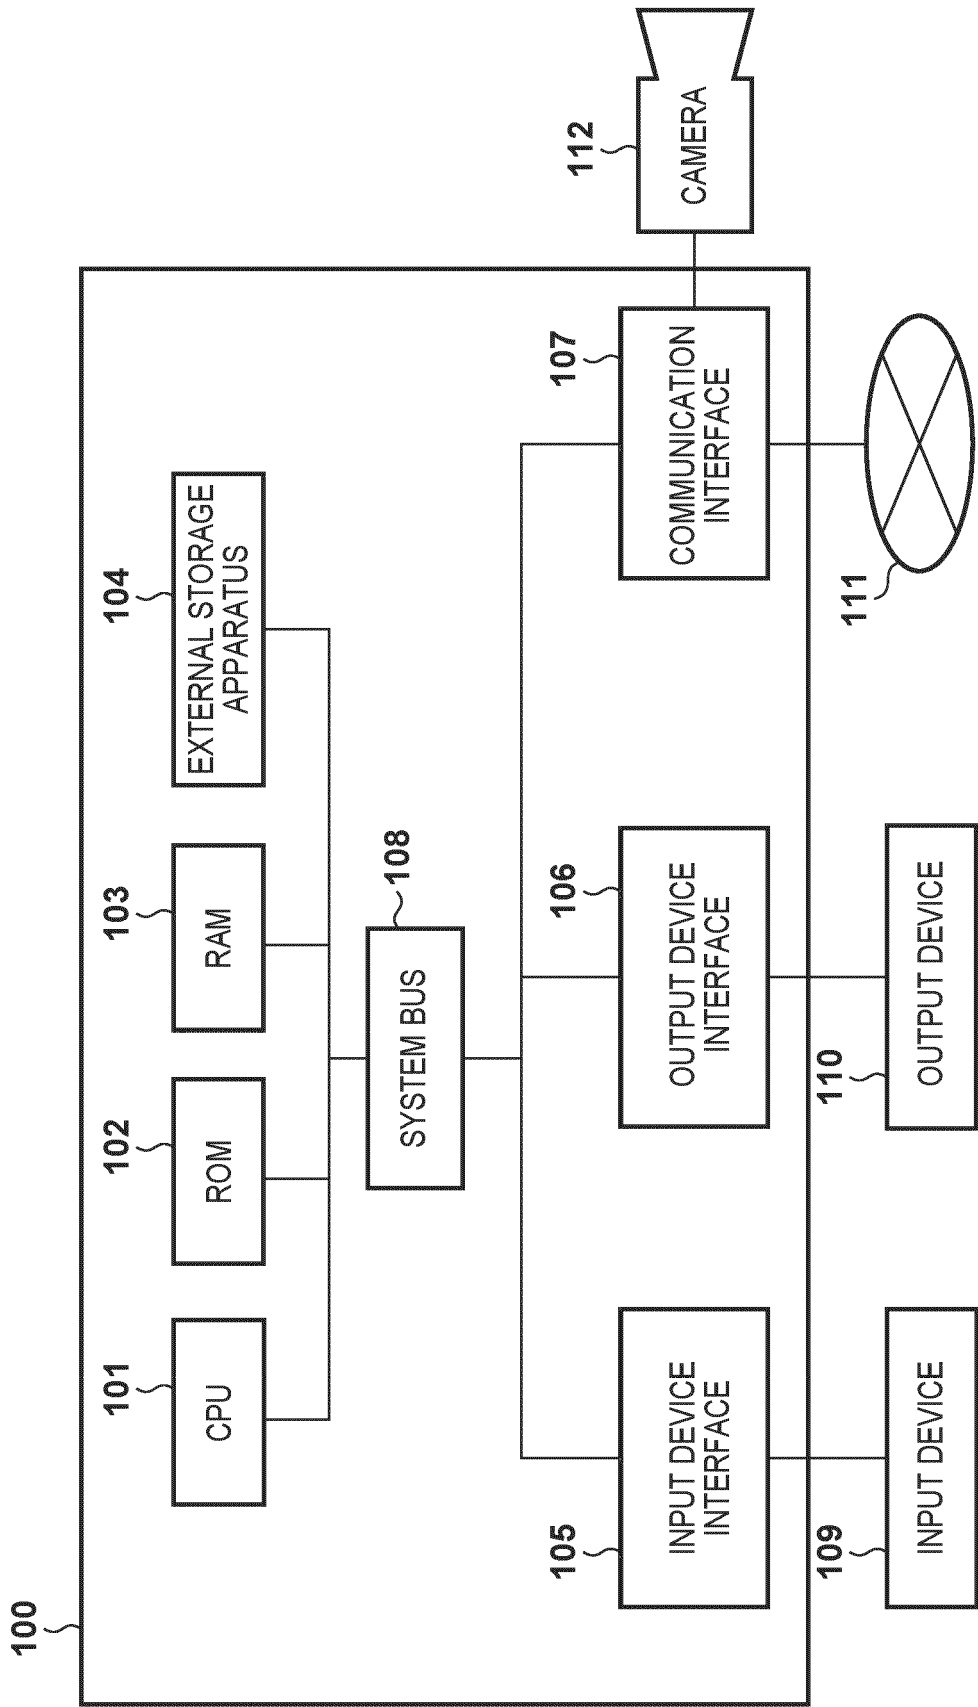 100
101
CPU
102
ROM
103
RAM
104
EXTERNAL STORAGE
APPARATUS
108
SYSTEM BUS
105
INPUT DEVICE
INTERFACE
106
OUTPUT DEVICE
INTERFACE
107
COMMUNICATION
INTERFACE
112
CAMERA
109
INPUT DEVICE
110
OUTPUT DEVICE
111